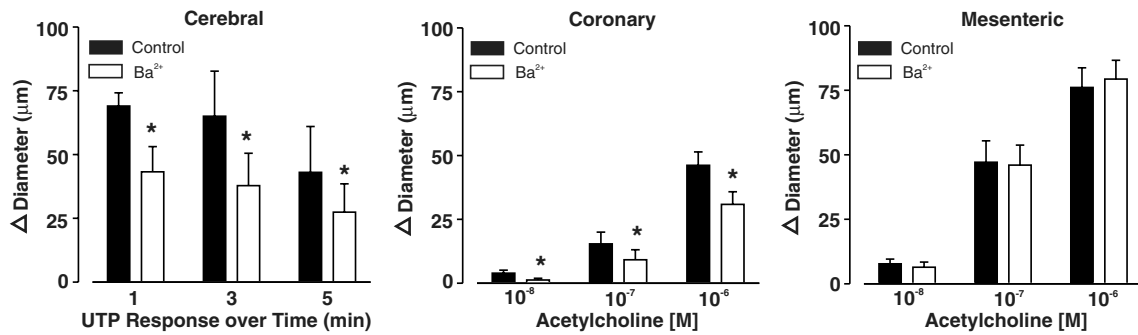 Cerebral
100
75
50
25
0
Δ Diameter (μm)
Control
Ba²⁺
*
*
*
1 3 5
UTP Response over Time (min)
Coronary
100
75
50
25
0
Δ Diameter (μm)
Control
Ba²⁺
*
*
*
10⁻⁸ 10⁻⁷ 10⁻⁶
Acetylcholine [M]
Mesenteric
100
75
50
25
0
Δ Diameter (μm)
Control
Ba²⁺
10⁻⁸ 10⁻⁷ 10⁻⁶
Acetylcholine [M]